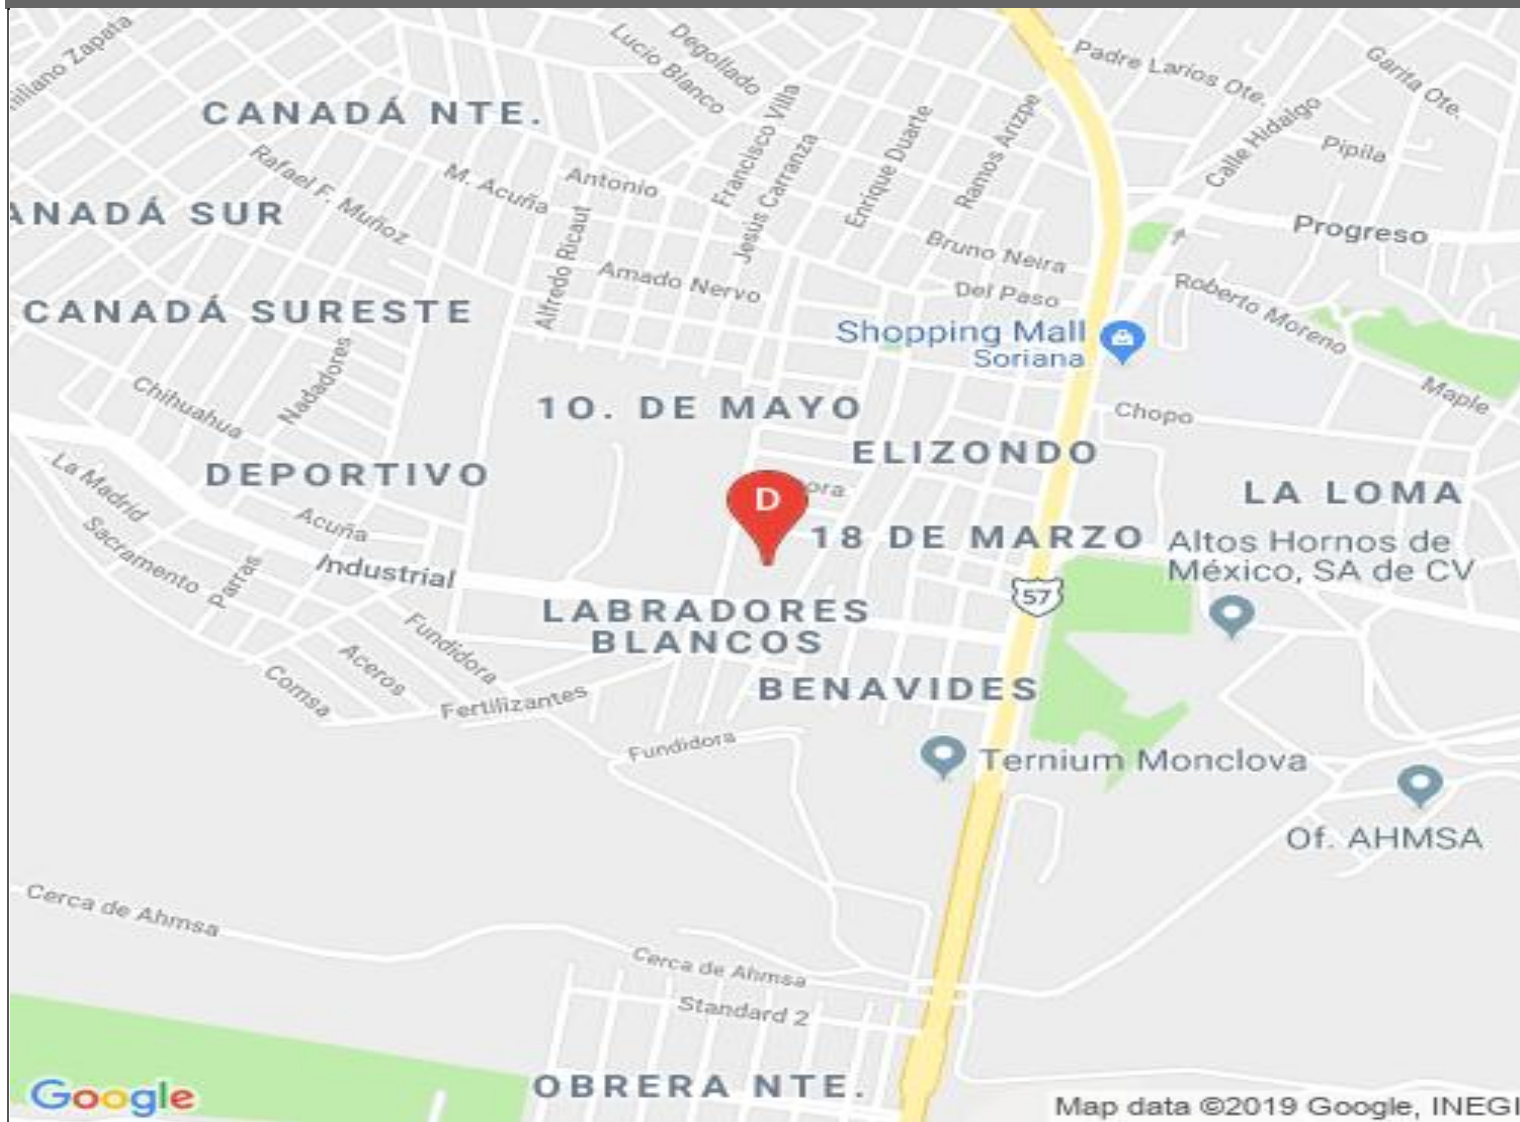 Degollado
Lucio Blanco
Padre Larios Ote.
Garita Ote.
Zapata
CANADÁ NTE.
Francisco Villa
Jesús Carranza
Enrique Duarte
Ramos Arizpe
Calle Hidalgo
Pipila
Rafael F. Muñoz
M. Acuña
Antonio
ANADÁ SUR
Alfredo Ricaut
Bruno Neira
Progreso
Amado Nervo
Del Paso
Roberto Moreno
CANADÁ SURESTE
Shopping Mall
Soriana
Nadadores
Chihuahua
Maple
1O. DE MAYO
Chopo
ELIZONDO
La Madrid
DEPORTIVO
D
ora
LA LOMA
Sacramento
Acuña
18 DE MARZO
Altos Hornos de
México, SA de CV
Parras
Industrial
57
LABRADORES
BLANCOS
Fundidora
Aceros
Comsa
Fertilizantes
BENAVIDES
Fundidora
Ternium Monclova
Of. AHMSA
Cerca de Ahmsa
Cerca de Ahmsa
Standard 2
OBRERA NTE.
Google
Map data ©2019 Google, INEGI